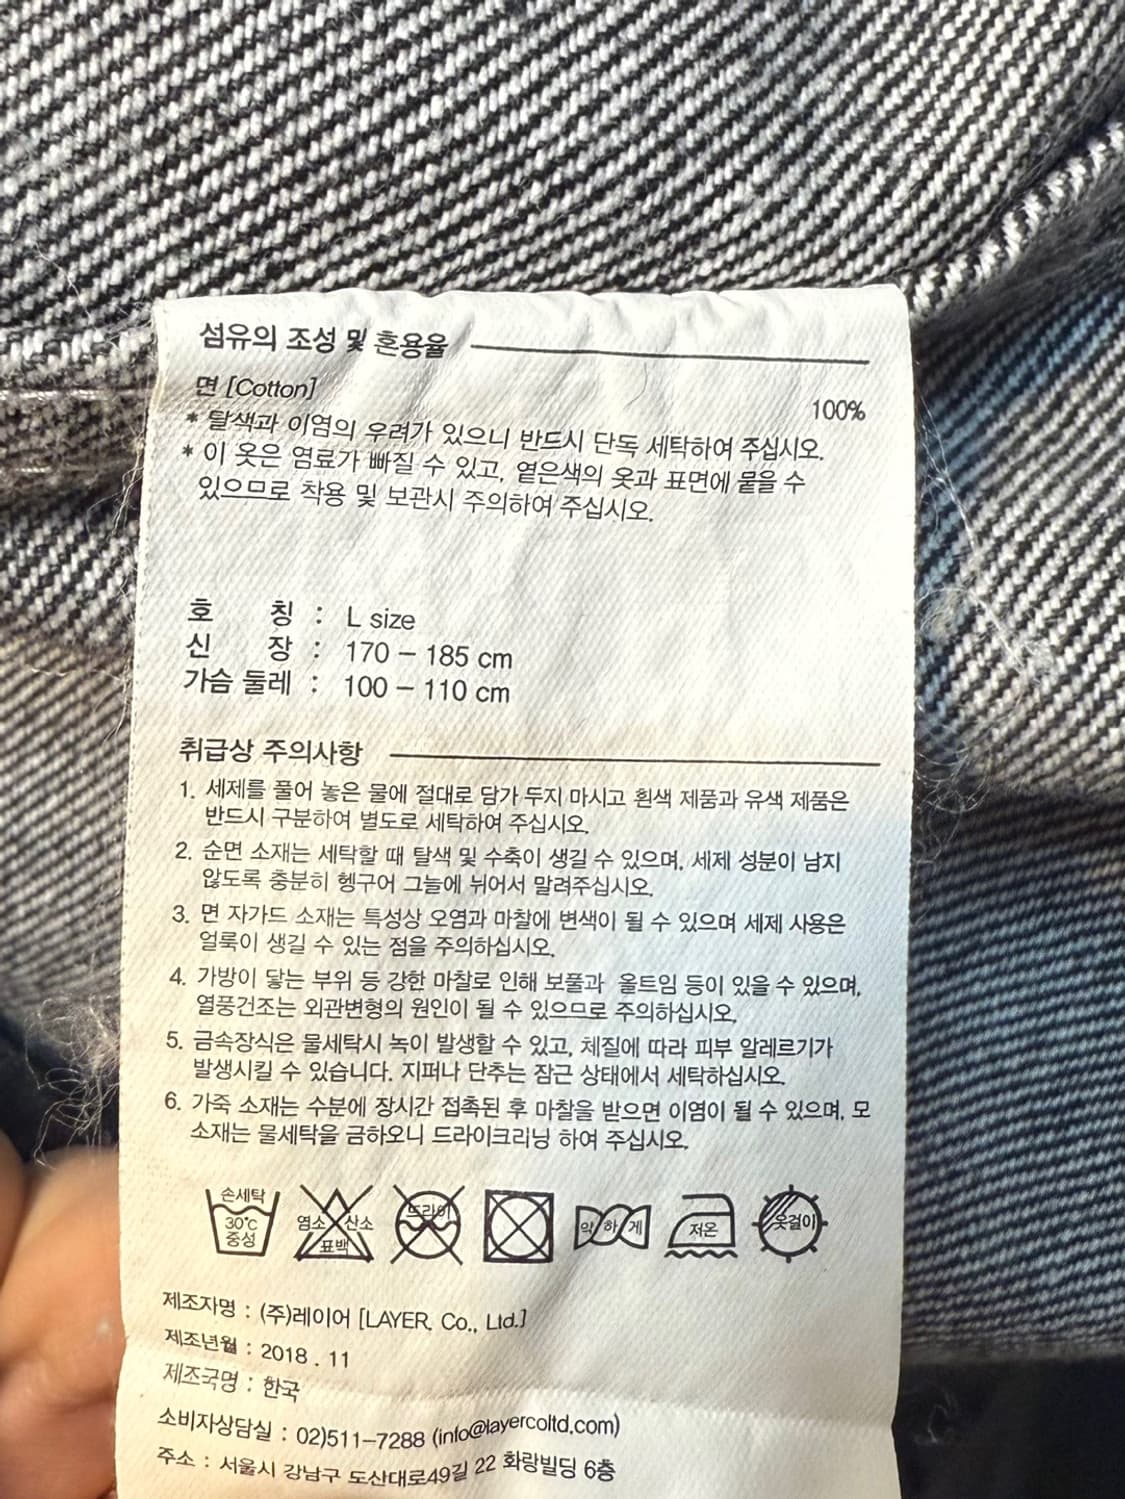 섬유의 조성 및 혼용율
면 [Cotton] 100%
* 탈색과 이염의 우려가 있으니 반드시 단독 세탁하여 주십시오.
* 이 옷은 염료가 빠질 수 있고, 옅은색의 옷과 표면에 뭍을 수
있으므로 착용 및 보관시 주의하여 주십시오.
호 칭 : L size
신 장 : 170 – 185 cm
가슴 둘레 : 100 – 110 cm
취급상 주의사항
1. 세제를 풀어 놓은 물에 절대로 담가 두지 마시고 흰색 제품과 유색 제품은
반드시 구분하여 별도로 세탁하여 주십시오.
2. 순면 소재는 세탁할 때 탈색 및 수축이 생길 수 있으며, 세제 성분이 남지
않도록 충분히 헹구어 그늘에 뉘어서 말려주십시오.
3. 면 자가드 소재는 특성상 오염과 마찰에 변색이 될 수 있으며 세제 사용은
얼룩이 생길 수 있는 점을 주의하십시오.
4. 가방이 닿는 부위 등 강한 마찰로 인해 보풀과 올트임 등이 있을 수 있으며,
열풍건조는 외관변형의 원인이 될 수 있으므로 주의하십시오.
5. 금속장식은 물세탁시 녹이 발생할 수 있고, 체질에 따라 피부 알레르기가
발생시킬 수 있습니다. 지퍼나 단추는 잠근 상태에서 세탁하십시오.
6. 가죽 소재는 수분에 장시간 접촉된 후 마찰을 받으면 이염이 될 수 있으며, 모
소재는 물세탁을 금하오니 드라이크리닝 하여 주십시오.
손세탁
30℃
중성
염소 산소
표백
드라이
약하게
저온
옷걸이
제조자명 : (주)레이어 [LAYER. Co., Ltd.]
제조년월 : 2018 . 11
제조국명 : 한국
소비자상담실 : 02)511–7288 (info@layercoltd.com)
주소 : 서울시 강남구 도산대로49길 22 화랑빌딩 6층